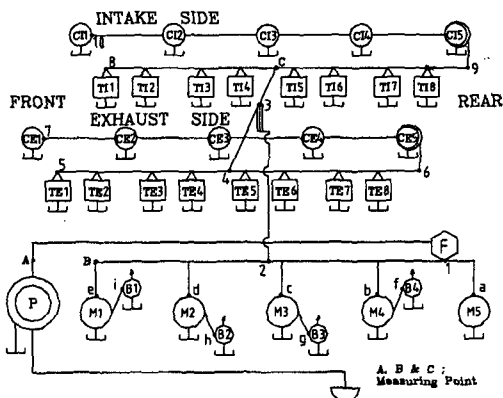 INTAKE SIDE
CI1 CI2 CI3 CI4 CI5
10
8 C 9
TI1 TI2 TI3 TI4 TI5 TI6 TI7 TI8
3
FRONT REAR
EXHAUST SIDE
CE1 7 CE2 CE3 CE4 CE5
5 4 6
TE1 TE2 TE3 TE4 TE5 TE6 TE7 TE8
F
A B 2 1
e i B1 d c b f B4 a
P M1 M2 M3 M4 M5
h B2 g B3
A, B & C ;
Measuring Point